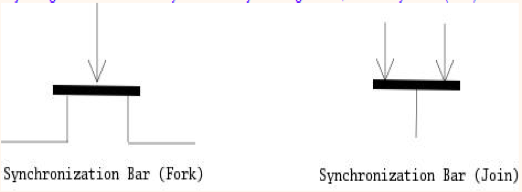 Synchronization Bar (Fork)
Synchronization Bar (Join)